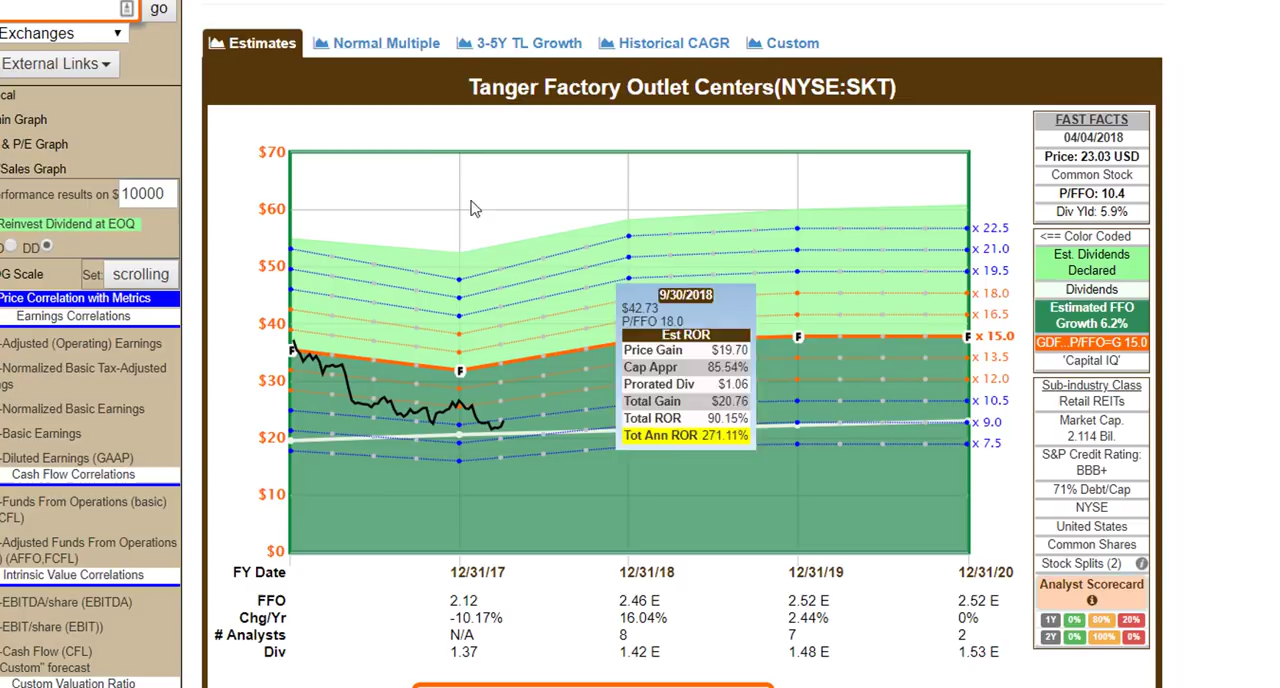 go
Exchanges
External Links
cal
in Graph
& P/E Graph
/Sales Graph
rformance results on $ 10000
Reinvest Dividend at EOQ
DD
G Scale Set: scrolling
Price Correlation with Metrics
Earnings Correlations
-Adjusted (Operating) Earnings
-Normalized Basic Tax-Adjusted
gs
-Normalized Basic Earnings
-Basic Earnings
-Diluted Earnings (GAAP)
Cash Flow Correlations
-Funds From Operations (basic)
CFL)
-Adjusted Funds From Operations
) (AFFO,FCFL)
Intrinsic Value Correlations
-EBITDA/share (EBITDA)
-EBIT/share (EBIT))
-Cash Flow (CFL)
Custom" forecast
Custom Valuation Ratio
Estimates Normal Multiple 3-5Y TL Growth Historical CAGR Custom
Tanger Factory Outlet Centers(NYSE:SKT)
$70
$60
$50
$40
$30
$20
$10
$0
F F F F
x 22.5
x 21.0
x 19.5
x 18.0
x 16.5
x 15.0
x 13.5
x 12.0
x 10.5
x 9.0
x 7.5
9/30/2018
$42.73
P/FFO 18.0
Est ROR
Price Gain $19.70
Cap Appr 85.54%
Prorated Div $1.06
Total Gain $20.76
Total ROR 90.15%
Tot Ann ROR 271.11%
FY Date 12/31/17 12/31/18 12/31/19 12/31/20
FFO 2.12 2.46 E 2.52 E 2.52 E
Chg/Yr -10.17% 16.04% 2.44% 0%
# Analysts N/A 8 7 2
Div 1.37 1.42 E 1.48 E 1.53 E
FAST FACTS
04/04/2018
Price: 23.03 USD
Common Stock
P/FFO: 10.4
Div Yld: 5.9%
<== Color Coded
Est. Dividends
Declared
Dividends
Estimated FFO
Growth 6.2%
GDF...P/FFO=G 15.0
'Capital IQ'
Sub-industry Class
Retail REITs
Market Cap.
2.114 Bil.
S&P Credit Rating:
BBB+
71% Debt/Cap
NYSE
United States
Common Shares
Stock Splits (2) i
Analyst Scorecard
i
1Y 0% 80% 20%
2Y 0% 100% 0%